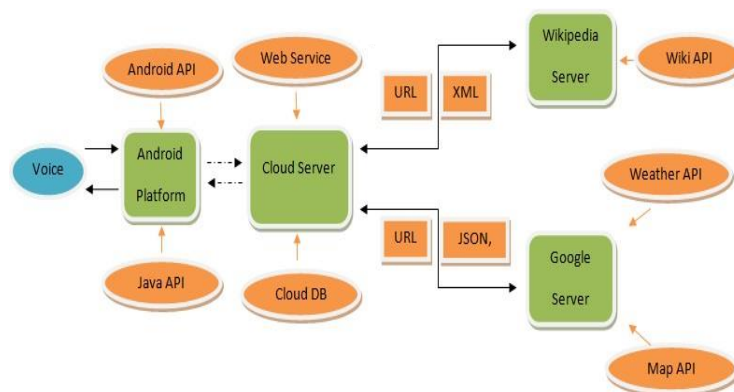 Android API
Web Service
URL
XML
Wikipedia
Server
Wiki API
Voice
Android
Platform
Cloud Server
Weather API
URL
JSON,
Google
Server
Java API
Cloud DB
Map API